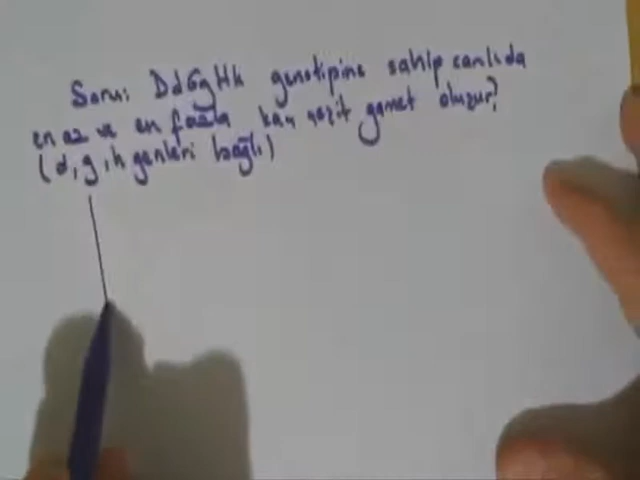 Soru: DdGgHh genotipine sahip canlıda
en az ve en fazla kaç çeşit gamet oluşur?
(d, g, h genleri bağlı)